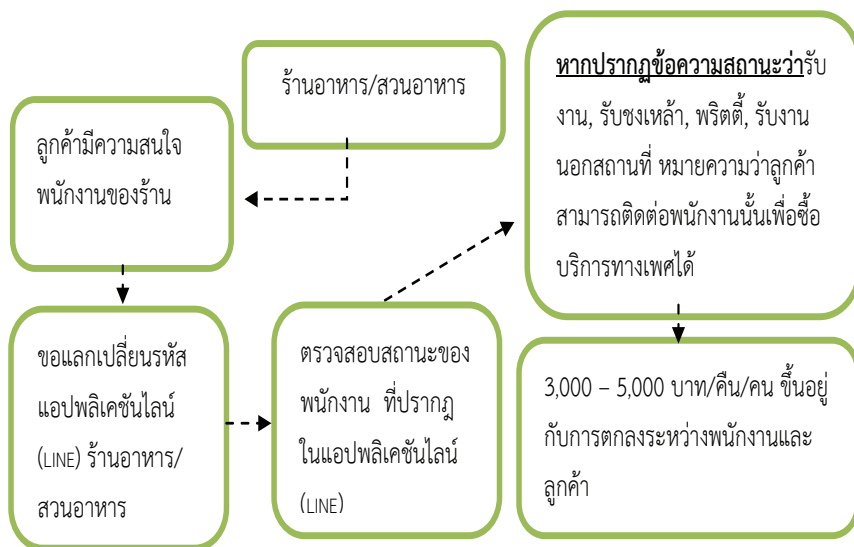 ร้านอาหาร/สวนอาหาร
ลูกค้ามีความสนใจ
พนักงานของร้าน
ขอแลกเปลี่ยนรหัส
แอปพลิเคชันไลน์
(LINE) ร้านอาหาร/
สวนอาหาร
ตรวจสอบสถานะของ
พนักงาน ที่ปรากฎ
ในแอปพลิเคชันไลน์
(LINE)
หากปรากฏข้อความสถานะว่ารับ
งาน, รับชงเหล้า, พริตตี้, รับงาน
นอกสถานที่ หมายความว่าลูกค้า
สามารถติดต่อพนักงานนั้นเพื่อซื้อ
บริการทางเพศได้
3,000 – 5,000 บาท/คืน/คน ขึ้นอยู่
กับการตกลงระหว่างพนักงานและ
ลูกค้า